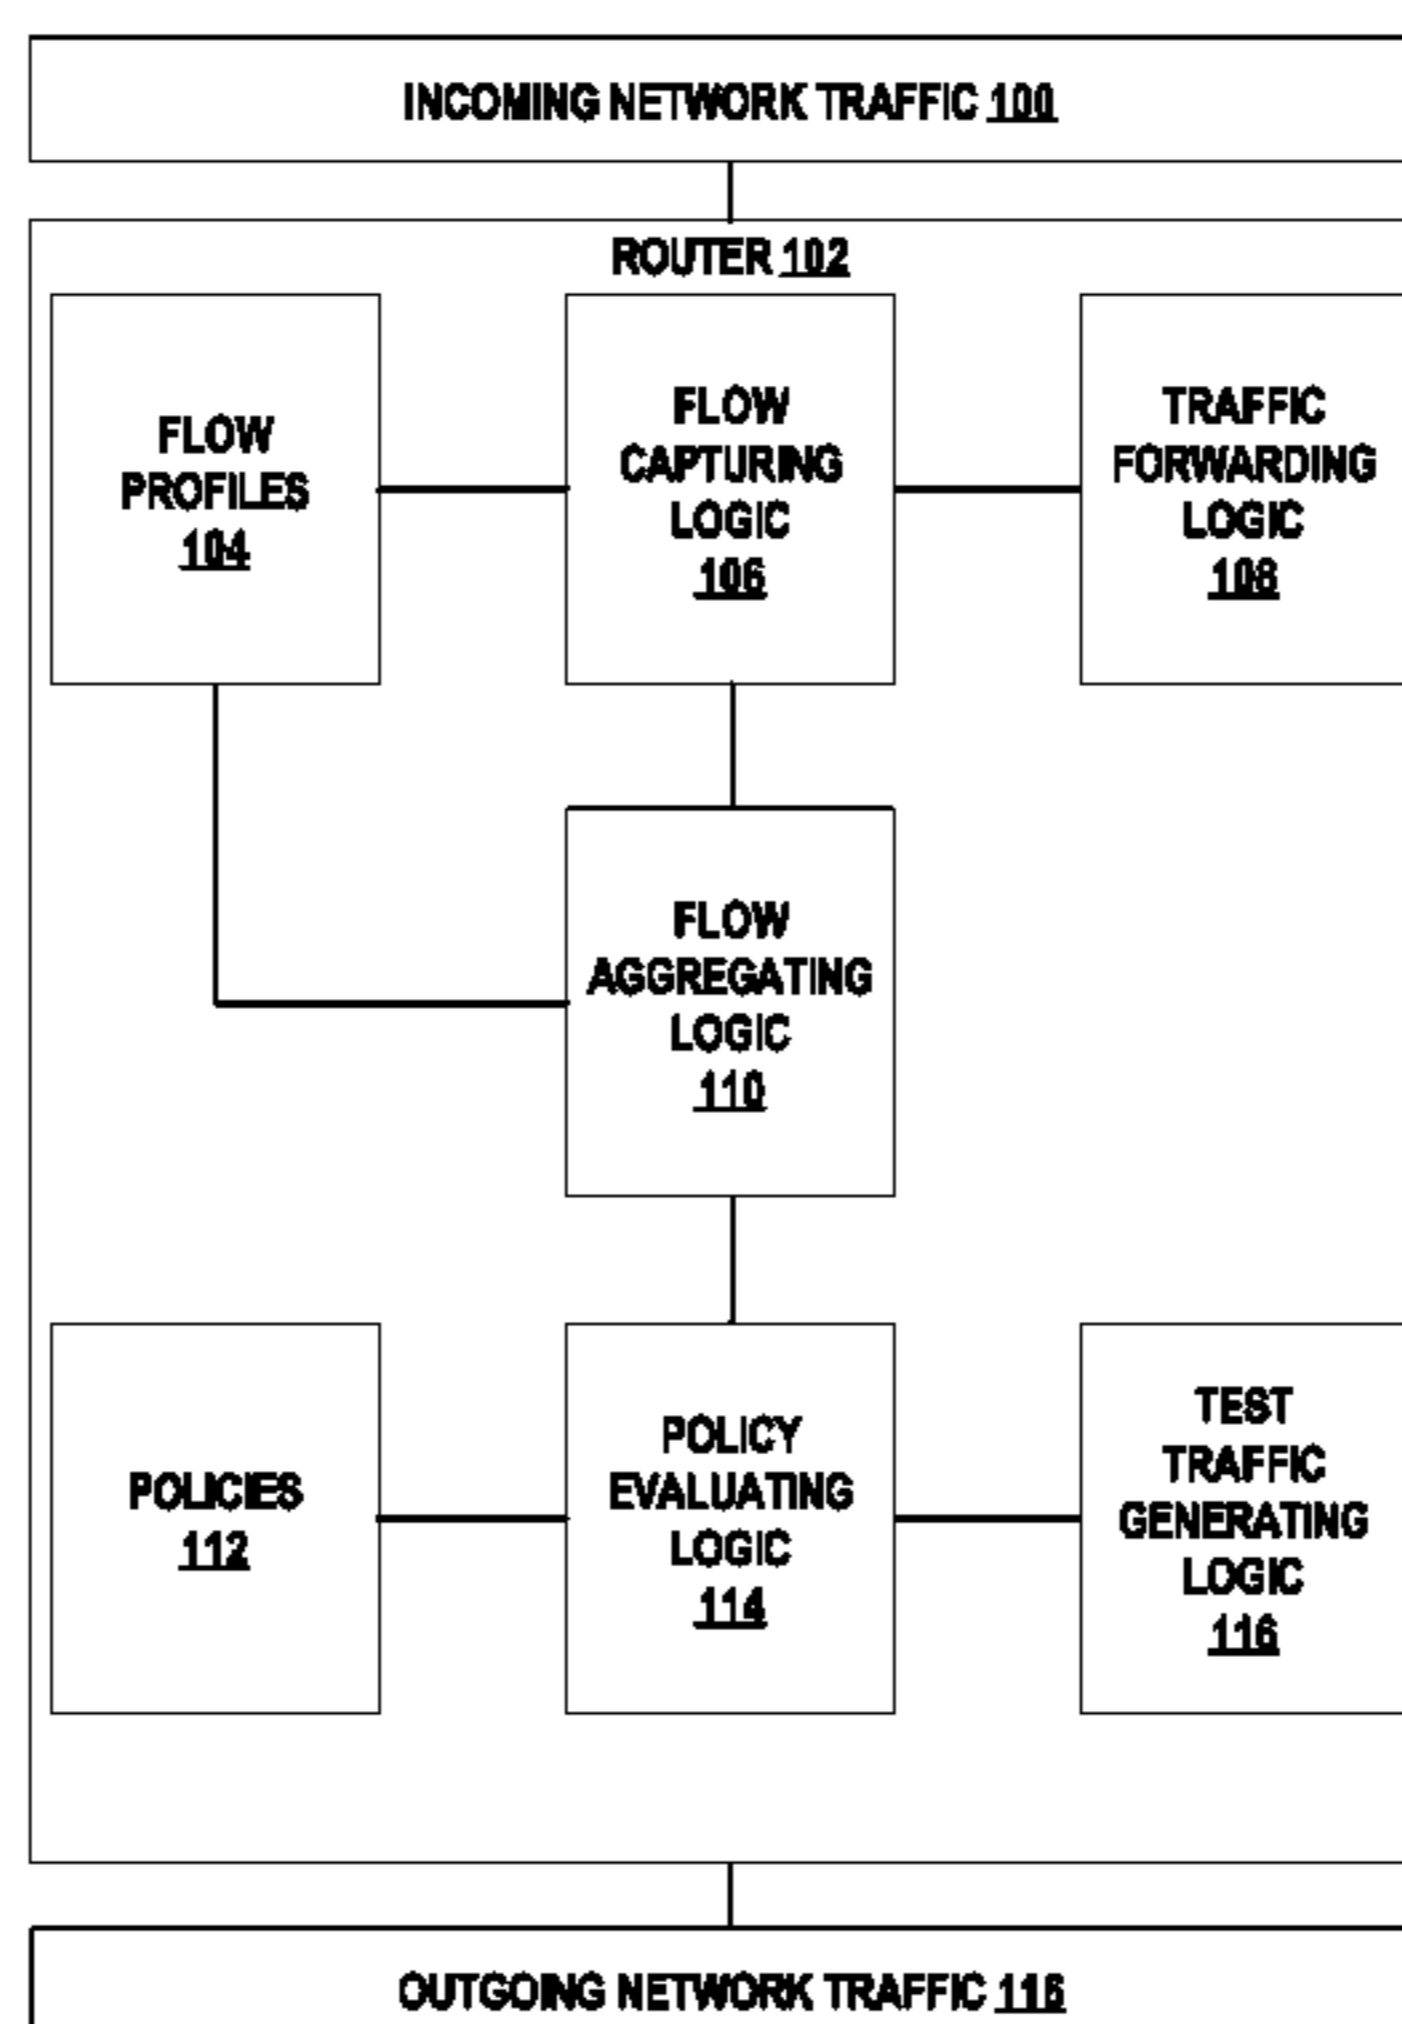 INCOMING NETWORK TRAFFIC 100
ROUTER 102
FLOW
PROFILES
104
FLOW
CAPTURING
LOGIC
106
TRAFFIC
FORWARDING
LOGIC
108
FLOW
AGGREGATING
LOGIC
110
POLICIES
112
POLICY
EVALUATING
LOGIC
114
TEST
TRAFFIC
GENERATING
LOGIC
116
OUTGOING NETWORK TRAFFIC 116